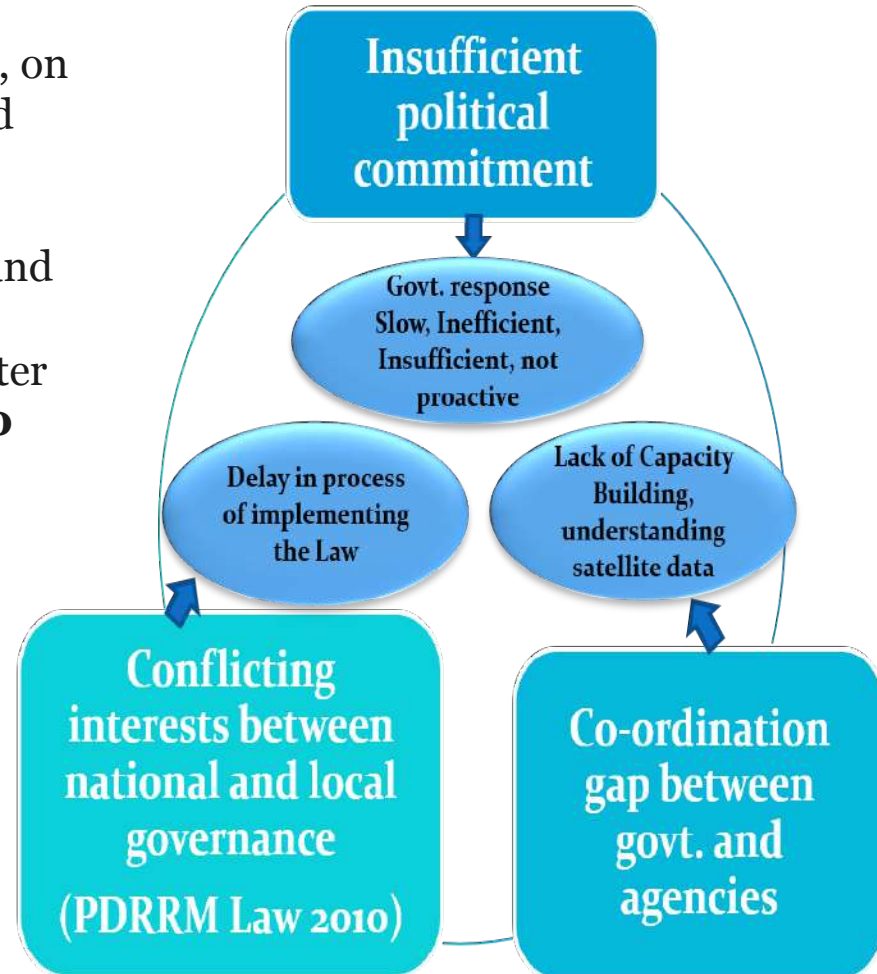 , on
d
and
ter
o
Insufficient
political
commitment
Govt. response
Slow, Inefficient,
Insufficient, not
proactive
Delay in process
of implementing
the Law
Lack of Capacity
Building,
understanding
satellite data
Conflicting
interests between
national and local
governance
(PDRRM Law 2010)
Co-ordination
gap between
govt. and
agencies